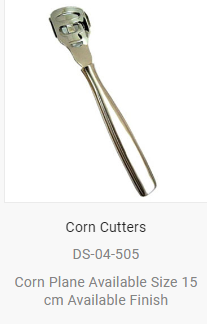 Corn Cutters
DS-04-505
Corn Plane Available Size 15
cm Available Finish